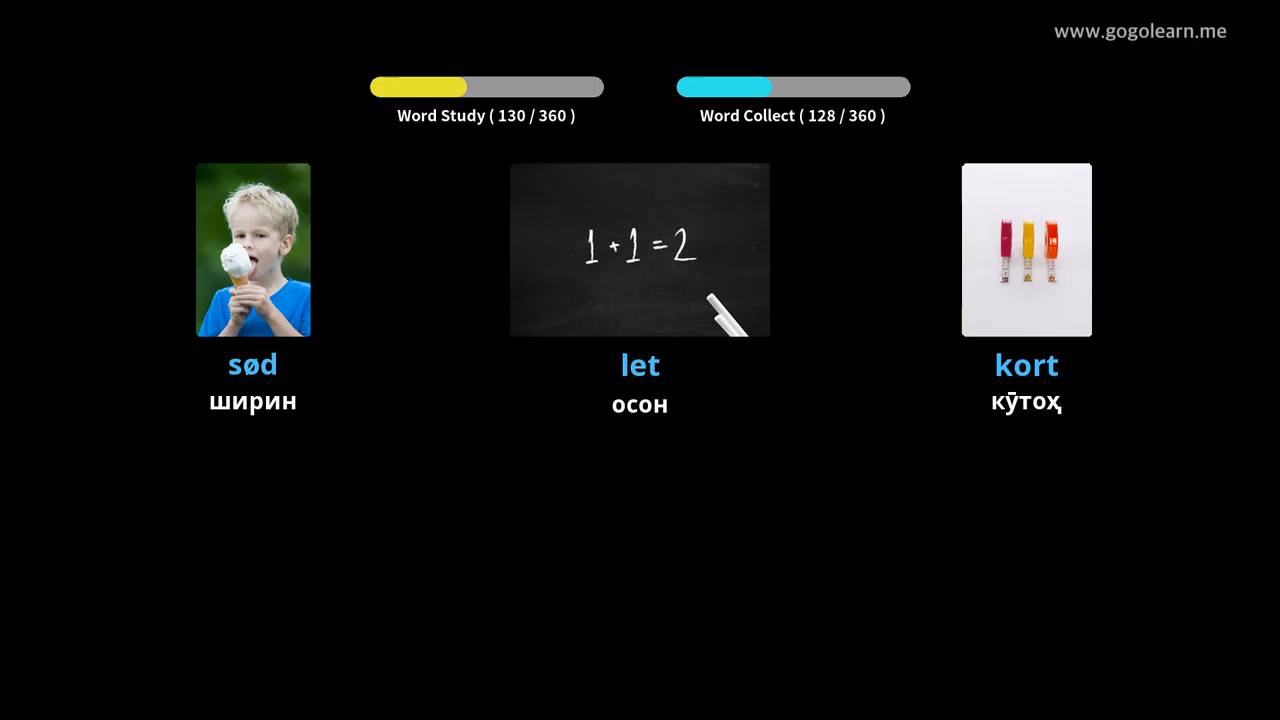 www.gogolearn.me
Word Study ( 130 / 360 )
Word Collect ( 128 / 360 )
1 + 1 = 2
sød
let
kort
ширин
осон
кӯтоҳ